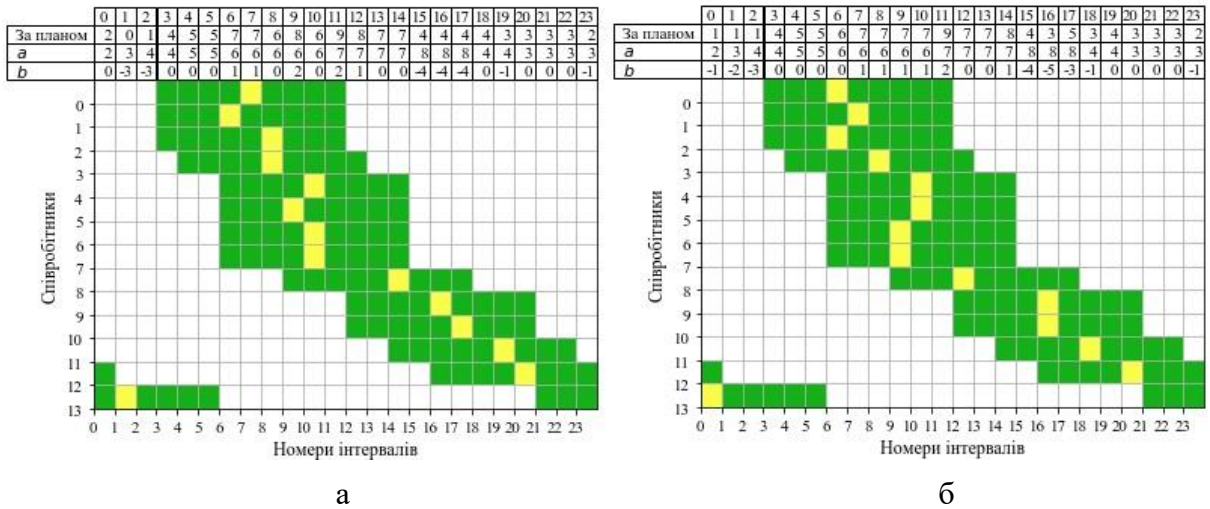 0 1 2 3 4 5 6 7 8 9 10 11 12 13 14 15 16 17 18 19 20 21 22 23
За планом 2 0 1 4 5 5 7 7 6 8 6 9 8 7 7 4 4 4 4 3 3 3 3 2
a 2 3 4 4 5 5 6 6 6 6 6 7 7 7 7 8 8 8 4 4 3 3 3 3
b 0 -3 -3 0 0 0 1 1 0 2 0 2 1 0 0 -4 -4 -4 0 -1 0 0 0 -1
Співробітники
0
1
2
3
4
5
6
7
8
9
10
11
12
13
0 1 2 3 4 5 6 7 8 9 10 11 12 13 14 15 16 17 18 19 20 21 22 23
Номери інтервалів
а
0 1 2 3 4 5 6 7 8 9 10 11 12 13 14 15 16 17 18 19 20 21 22 23
За планом 1 1 1 4 5 5 6 7 7 7 7 9 7 7 8 4 3 5 3 4 3 3 3 2
a 2 3 4 4 5 5 6 6 6 6 6 7 7 7 7 8 8 8 4 4 3 3 3 3
b -1 -2 -3 0 0 0 0 1 1 1 1 2 0 0 1 -4 -5 -3 -1 0 0 0 0 -1
Співробітники
0
1
2
3
4
5
6
7
8
9
10
11
12
13
0 1 2 3 4 5 6 7 8 9 10 11 12 13 14 15 16 17 18 19 20 21 22 23
Номери інтервалів
б